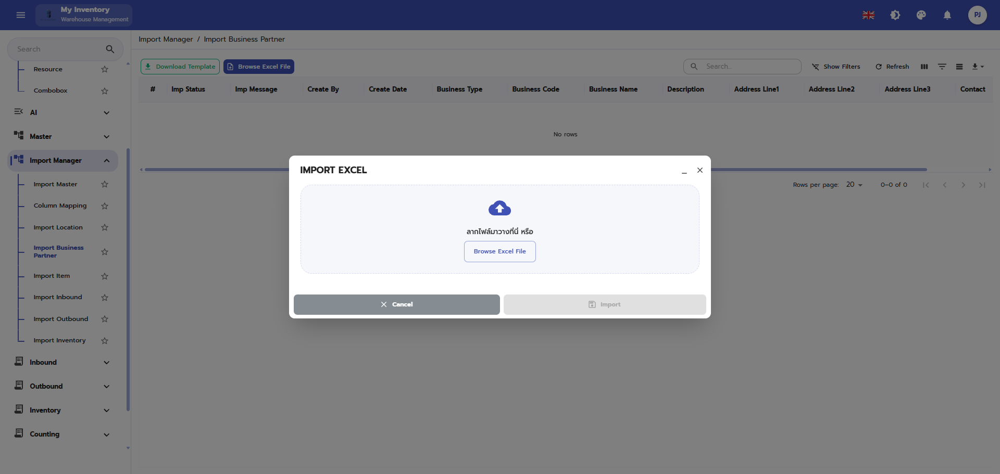 My Inventory
Warehouse Management
PJ
Search
Resource
Combobox
AI
Master
Import Manager
Import Master
Column Mapping
Import Location
Import Business
Partner
Import Item
Import Inbound
Import Outbound
Import Inventory
Inbound
Outbound
Inventory
Counting
Import Manager / Import Business Partner
Download Template Browse Excel File Search... Show Filters Refresh
# Imp Status Imp Message Create By Create Date Business Type Business Code Business Name Description Address Line1 Address Line2 Address Line3 Contact
No rows
Rows per page: 20 0–0 of 0
IMPORT EXCEL
ลากไฟล์มาวางที่นี่ หรือ
Browse Excel File
Cancel Import